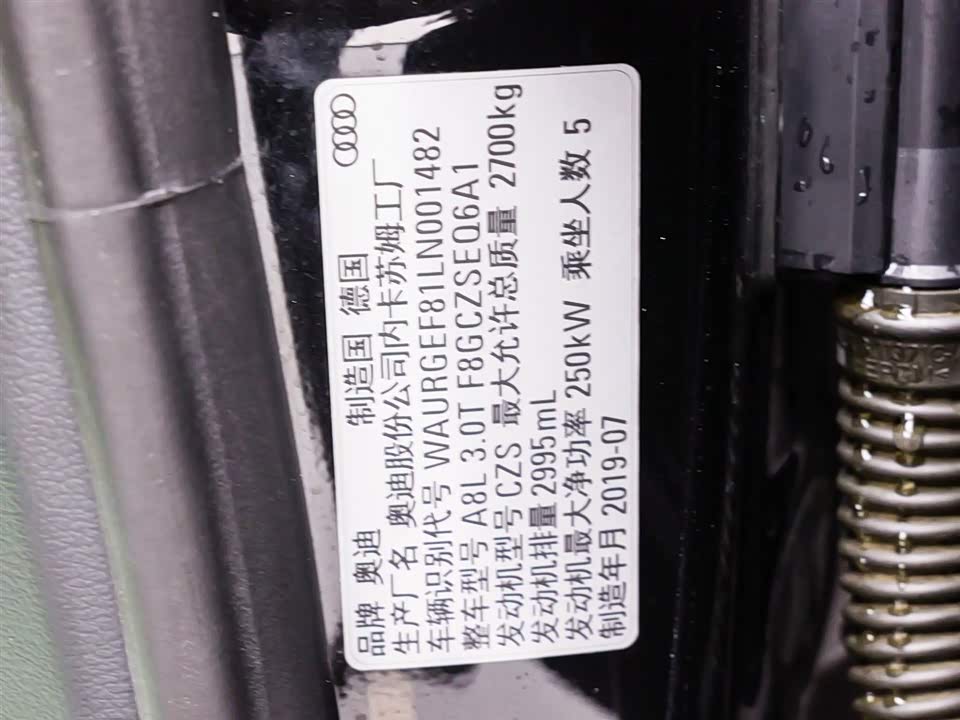 品牌 奥迪 制造国 德国
生产厂名 奥迪股份公司内卡苏姆工厂
车辆识别代号 WAURGEF81LN001482
整车型号 A8L 3.0T F8GCZSEQ6A1
发动机型号 CZS 最大允许总质量 2700kg
发动机排量 2995mL
发动机最大净功率 250kW 乘坐人数 5
制造年月 2019-07